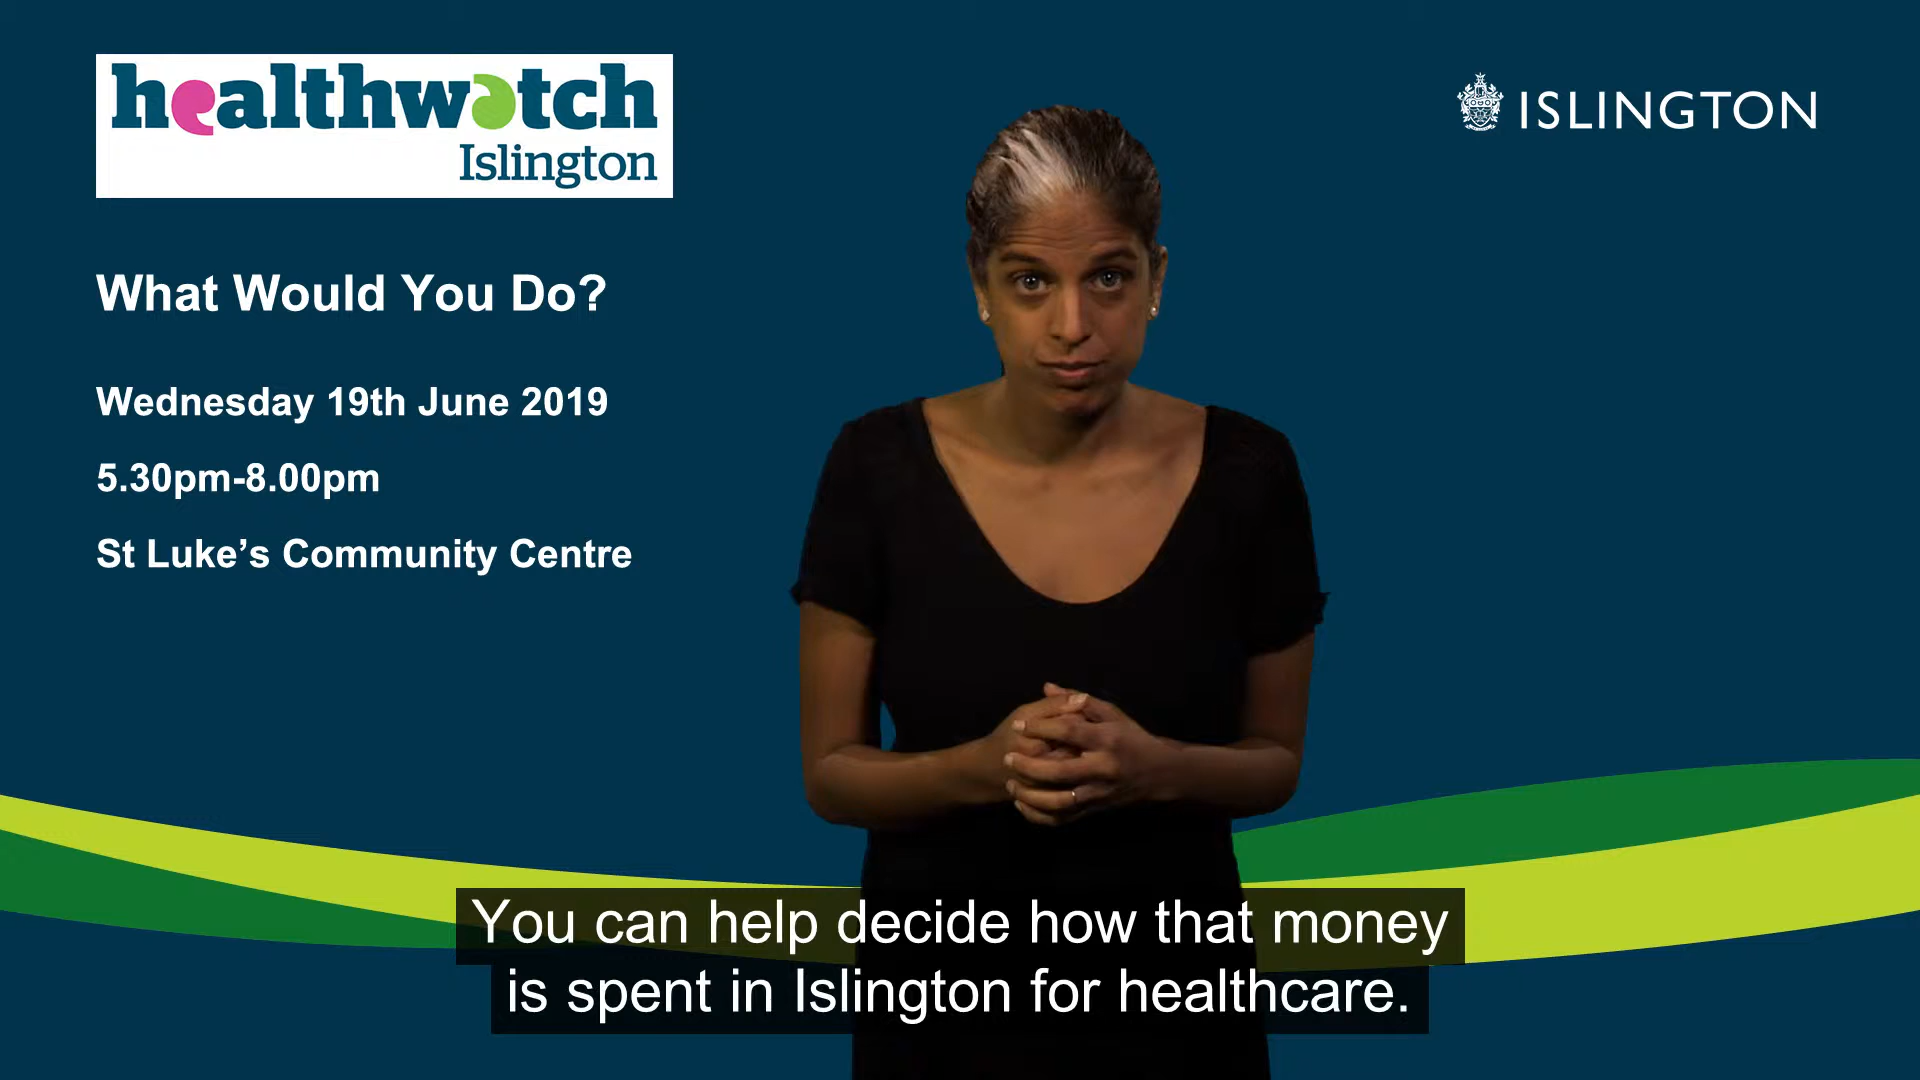 healthwatch
Islington
ISLINGTON
What Would You Do?
Wednesday 19th June 2019
5.30pm-8.00pm
St Luke’s Community Centre
You can help decide how that money
is spent in Islington for healthcare.